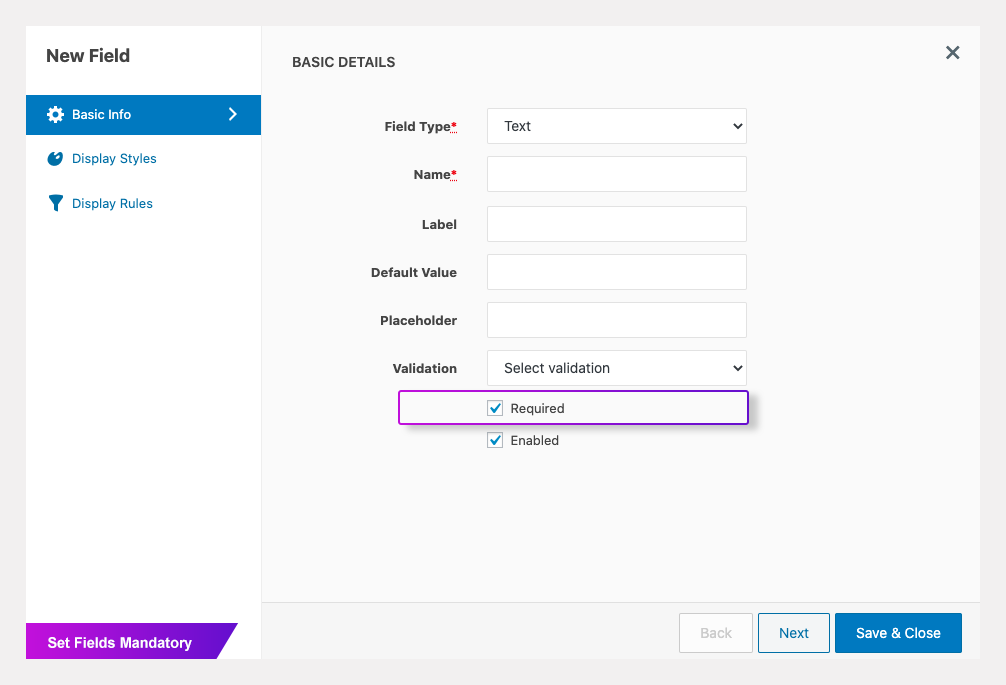 New Field
Basic Info
Display Styles
Display Rules
Set Fields Mandatory
BASIC DETAILS
Field Type* Text
Name*
Label
Default Value
Placeholder
Validation Select validation
Required
Enabled
Back Next Save & Close